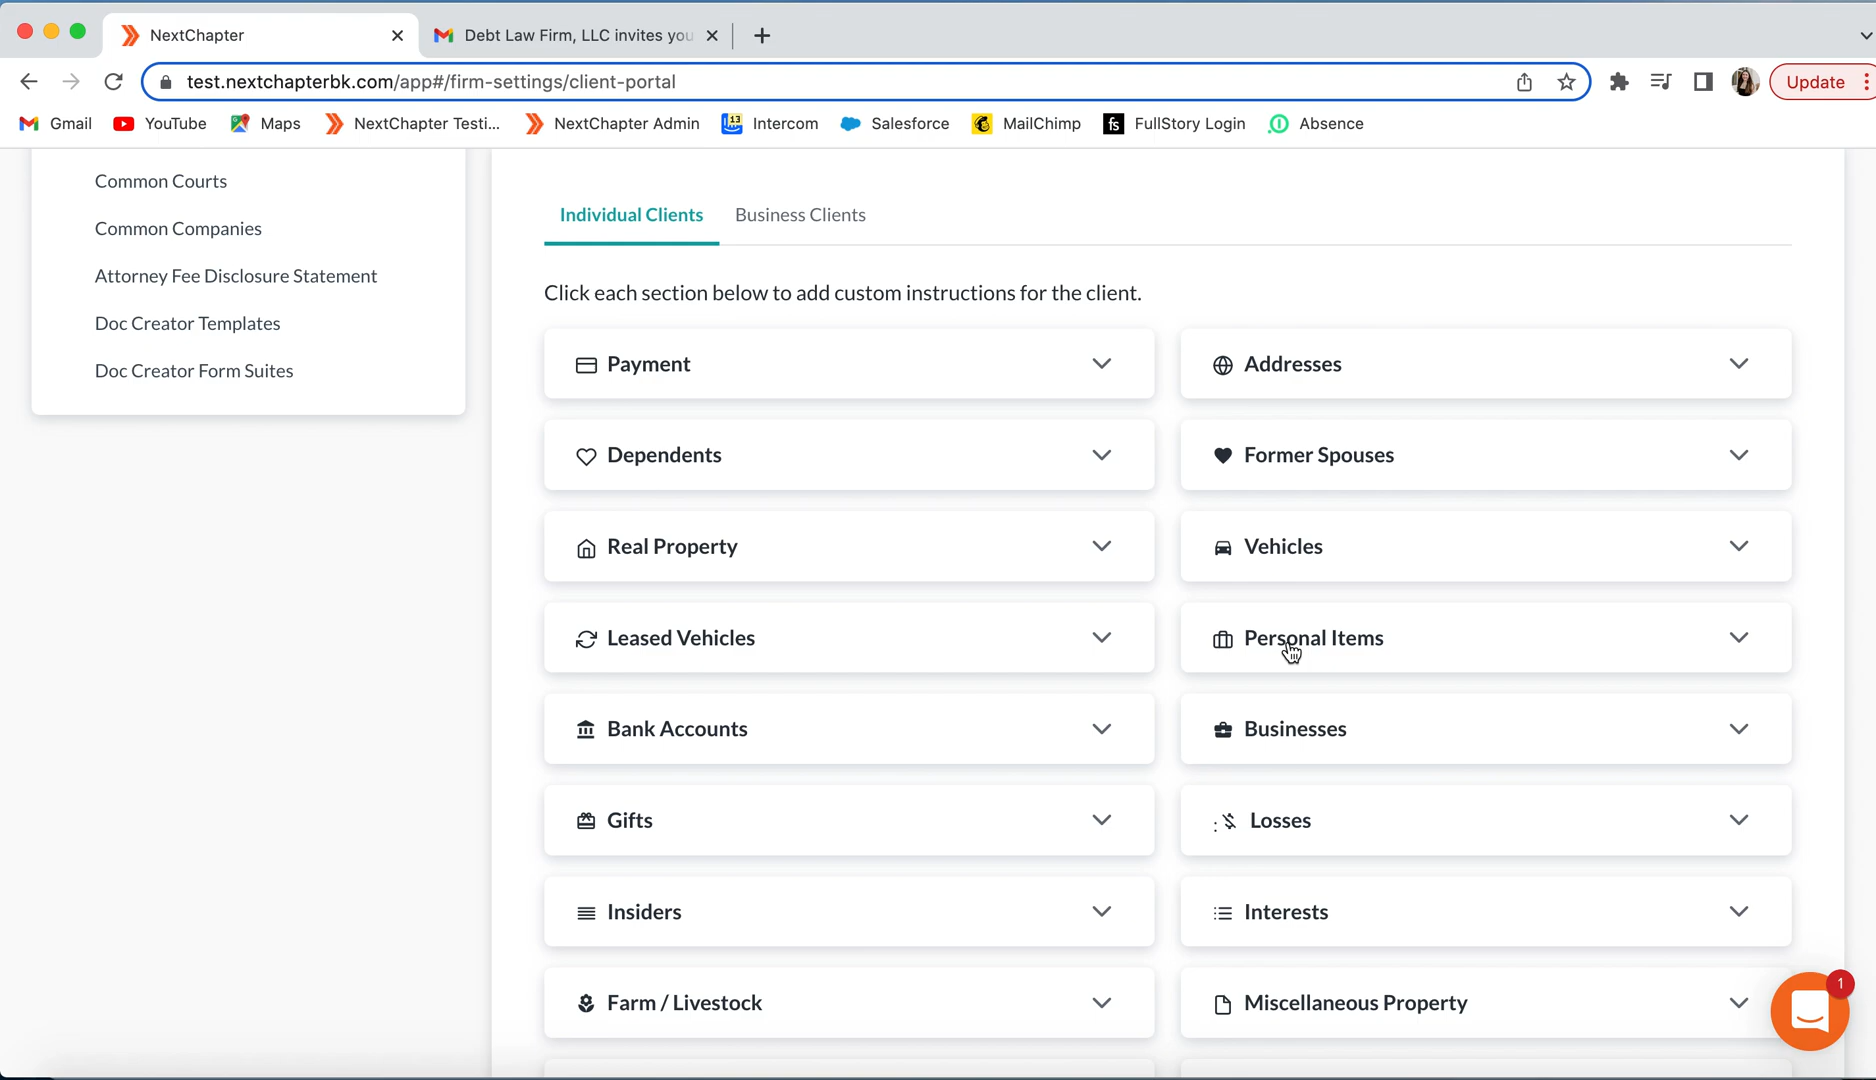 NextChapter
Debt Law Firm, LLC invites you
test.nextchapterbk.com/app#/firm-settings/client-portal
Update
Gmail
YouTube
Maps
NextChapter Testi...
NextChapter Admin
13
Intercom
Salesforce
MailChimp
fs
FullStory Login
Absence
Common Courts
Common Companies
Attorney Fee Disclosure Statement
Doc Creator Templates
Doc Creator Form Suites
Individual Clients
Business Clients
Click each section below to add custom instructions for the client.
Payment
Addresses
Dependents
Former Spouses
Real Property
Vehicles
Leased Vehicles
Personal Items
Bank Accounts
Businesses
Gifts
: Losses
Insiders
Interests
Farm / Livestock
Miscellaneous Property
1